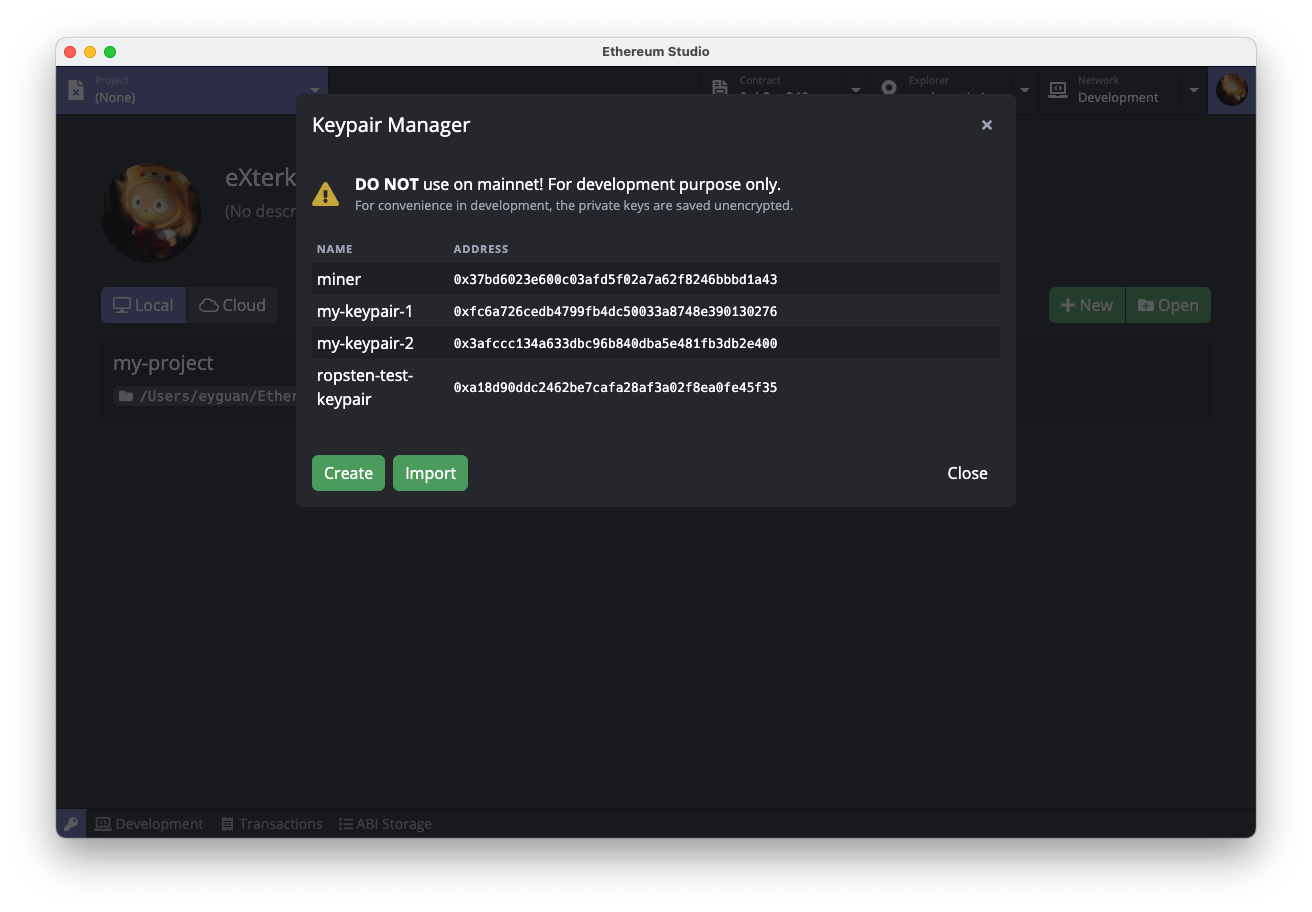 Ethereum Studio
Project
(None)
Contract
Explorer
Network
Development
Keypair Manager
×
DO NOT use on mainnet! For development purpose only.
For convenience in development, the private keys are saved unencrypted.
NAME ADDRESS
miner 0x37bd6023e600c03afd5f02a7a62f8246bbbd1a43
my-keypair-1 0xfc6a726cedb4799fb4dc50033a8748e390130276
my-keypair-2 0x3afccc134a633dbc96b840dba5e481fb3db2e400
ropsten-test-
keypair 0xa18d90ddc2462be7cafa28af3a02f8ea0fe45f35
Create Import Close
eXterk
(No descr
Local Cloud New Open
my-project
/Users/eyguan/Ether
Development Transactions ABI Storage